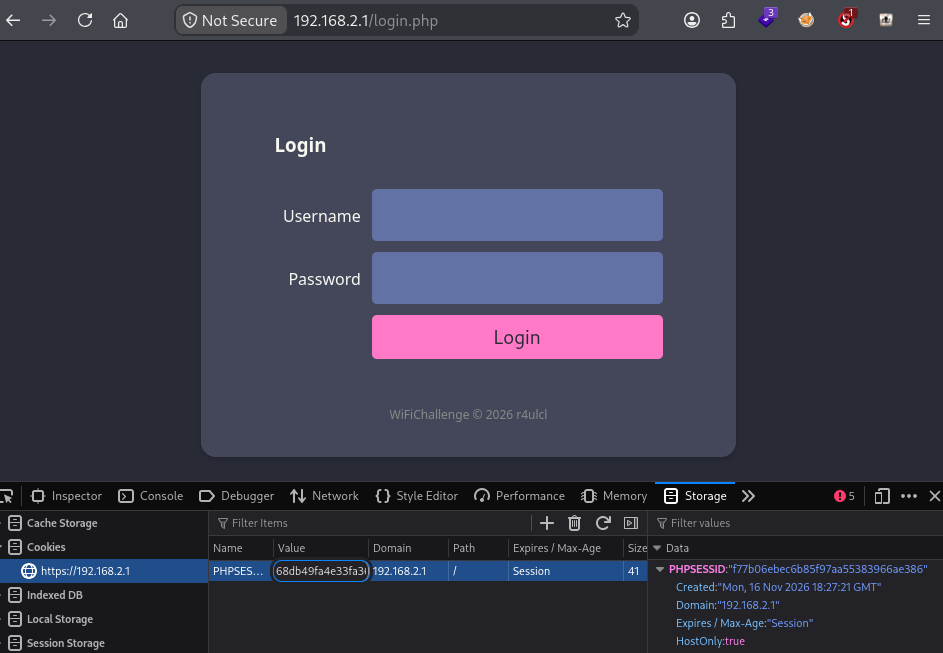 Not Secure 192.168.2.1/login.php 3 1
Login
Username
Password
Login
WiFiChallenge © 2026 r4ulcl
Inspector Console Debugger Network Style Editor Performance Memory Storage 5
Cache Storage
Cookies
https://192.168.2.1
Indexed DB
Local Storage
Session Storage
Filter Items
Name Value Domain Path Expires / Max-Age Size
PHPSES... 68db49fa4e33fa3 192.168.2.1 / Session 41
Filter values
Data
PHPSESSID:"f77b06ebec6b85f97aa55383966ae386"
Created:"Mon, 16 Nov 2026 18:27:21 GMT"
Domain:"192.168.2.1"
Expires / Max-Age:"Session"
HostOnly:true